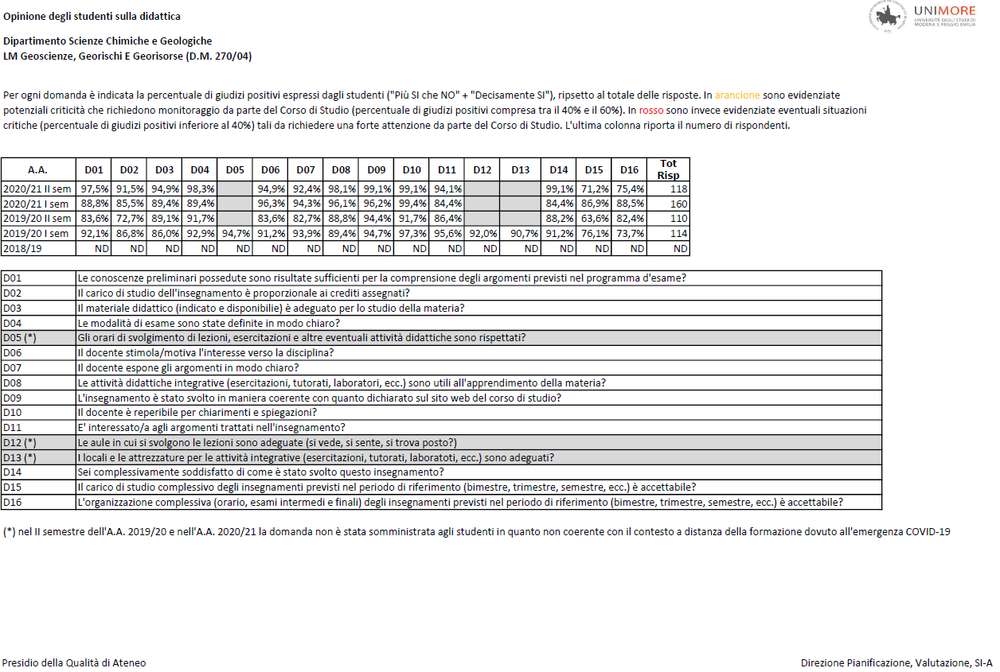 Opinione degli studenti sulla didattica
UNIMORE
UNIVERSITÀ DEGLI STUDI DI
MODENA E REGGIO EMILIA
1175
Dipartimento Scienze Chimiche e Geologiche
LM Geoscienze, Georischi E Georisorse (D.M. 270/04)
Per ogni domanda è indicata la percentuale di giudizi positivi espressi dagli studenti ("Più SI che NO" + "Decisamente SI"), ripsetto al totale delle risposte. In arancione sono evidenziate
potenziali criticità che richiedono monitoraggio da parte del Corso di Studio (percentuale di giudizi positivi compresa tra il 40% e il 60%). In rosso sono invece evidenziate eventuali situazioni
critiche (percentuale di giudizi positivi inferiore al 40%) tali da richiedere una forte attenzione da parte del Corso di Studio. L'ultima colonna riporta il numero di rispondenti.
A.A. D01 D02 D03 D04 D05 D06 D07 D08 D09 D10 D11 D12 D13 D14 D15 D16 Tot Risp
2020/21 II sem 97,5% 91,5% 94,9% 98,3% 94,9% 92,4% 98,1% 99,1% 99,1% 94,1% 99,1% 71,2% 75,4% 118
2020/21 I sem 88,8% 85,5% 89,4% 89,4% 96,3% 94,3% 96,1% 96,2% 99,4% 84,4% 84,4% 86,9% 88,5% 160
2019/20 II sem 83,6% 72,7% 89,1% 91,7% 83,6% 82,7% 88,8% 94,4% 91,7% 86,4% 88,2% 63,6% 82,4% 110
2019/20 I sem 92,1% 86,8% 86,0% 92,9% 94,7% 91,2% 93,9% 89,4% 94,7% 97,3% 95,6% 92,0% 90,7% 91,2% 76,1% 73,7% 114
2018/19 ND ND ND ND ND ND ND ND ND ND ND ND ND ND ND ND ND
D01 Le conoscenze preliminari possedute sono risultate sufficienti per la comprensione degli argomenti previsti nel programma d'esame?
D02 Il carico di studio dell'insegnamento è proporzionale ai crediti assegnati?
D03 Il materiale didattico (indicato e disponibilie) è adeguato per lo studio della materia?
D04 Le modalità di esame sono state definite in modo chiaro?
D05 (*) Gli orari di svolgimento di lezioni, esercitazioni e altre eventuali attività didattiche sono rispettati?
D06 Il docente stimola/motiva l'interesse verso la disciplina?
D07 Il docente espone gli argomenti in modo chiaro?
D08 Le attività didattiche integrative (esercitazioni, tutorati, laboratori, ecc.) sono utili all'apprendimento della materia?
D09 L'insegnamento è stato svolto in maniera coerente con quanto dichiarato sul sito web del corso di studio?
D10 Il docente è reperibile per chiarimenti e spiegazioni?
D11 E' interessato/a agli argomenti trattati nell'insegnamento?
D12 (*) Le aule in cui si svolgono le lezioni sono adeguate (si vede, si sente, si trova posto?)
D13 (*) I locali e le attrezzature per le attività integrative (esercitazioni, tutorati, laboratoti, ecc.) sono adeguati?
D14 Sei complessivamente soddisfatto di come è stato svolto questo insegnamento?
D15 Il carico di studio complessivo degli insegnamenti previsti nel periodo di riferimento (bimestre, trimestre, semestre, ecc.) è accettabile?
D16 L'organizzazione complessiva (orario, esami intermedi e finali) degli insegnamenti previsti nel periodo di riferimento (bimestre, trimestre, semestre, ecc.) è accettabile?
(*) nel II semestre dell'A.A. 2019/20 e nell'A.A. 2020/21 la domanda non è stata somministrata agli studenti in quanto non coerente con il contesto a distanza della formazione dovuto all'emergenza COVID-19
Presidio della Qualità di Ateneo
Direzione Pianificazione, Valutazione, SI-A